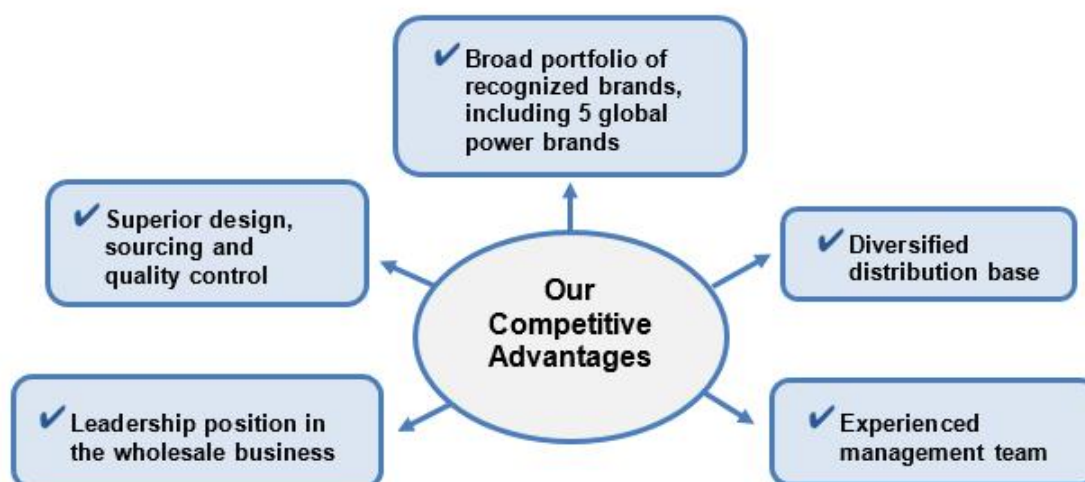 Broad portfolio of
recognized brands,
including 5 global
power brands
Superior design,
sourcing and
quality control
Diversified
distribution base
Our
Competitive
Advantages
Leadership position in
the wholesale business
Experienced
management team